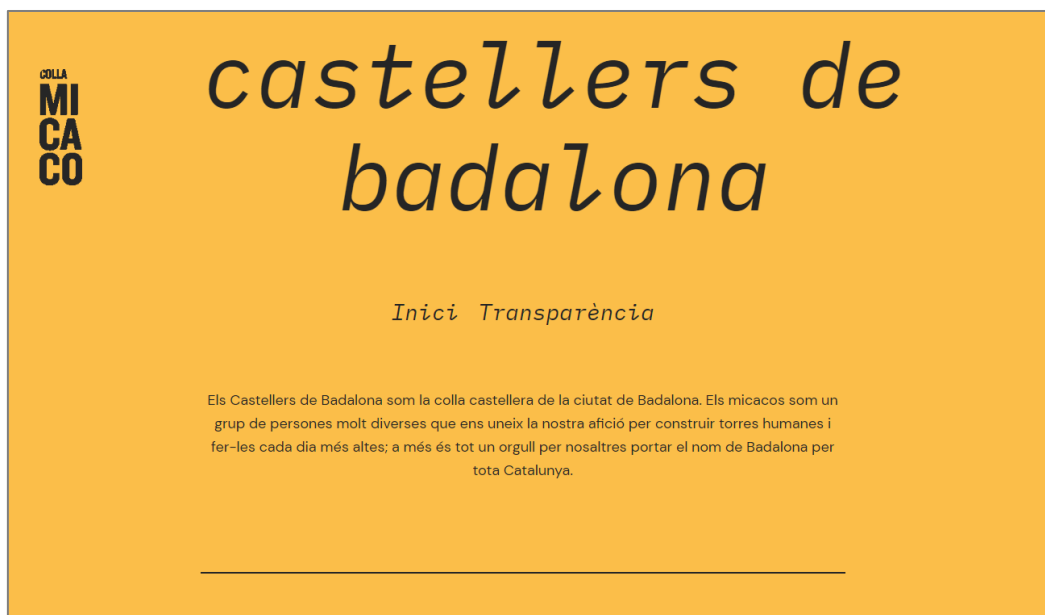 COLLA
MI
CA
CO
castellers de
badalona
Inici Transparència
Els Castellers de Badalona som la colla castellera de la ciutat de Badalona. Els micacos som un
grup de persones molt diverses que ens uneix la nostra afició per construir torres humanes i
fer-les cada dia més altes; a més és tot un orgull per nosaltres portar el nom de Badalona per
tota Catalunya.